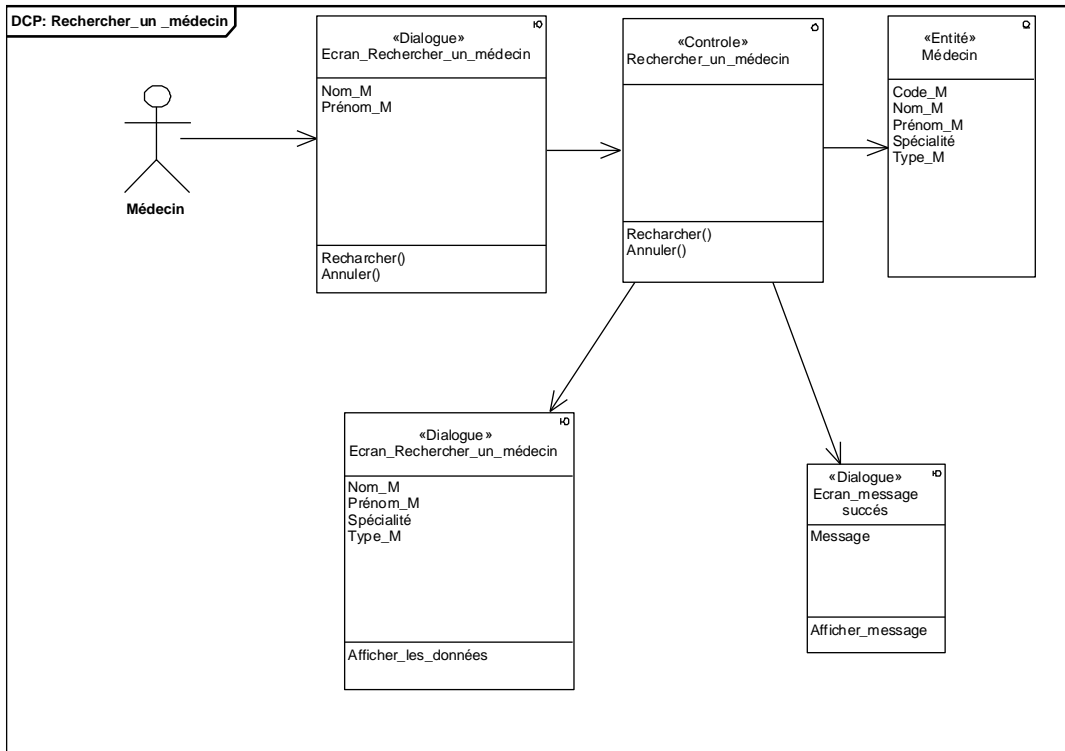 DCP: Rechercher_un _médecin
Médecin
«Dialogue»
Ecran_Rechercher_un_médecin
Nom_M
Prénom_M
Recharcher()
Annuler()
«Controle»
Rechercher_un_médecin
Recharcher()
Annuler()
«Entité»
Médecin
Code_M
Nom_M
Prénom_M
Spécialité
Type_M
«Dialogue»
Ecran_Rechercher_un_médecin
Nom_M
Prénom_M
Spécialité
Type_M
Afficher_les_données
«Dialogue»
Ecran_message
succés
Message
Afficher_message